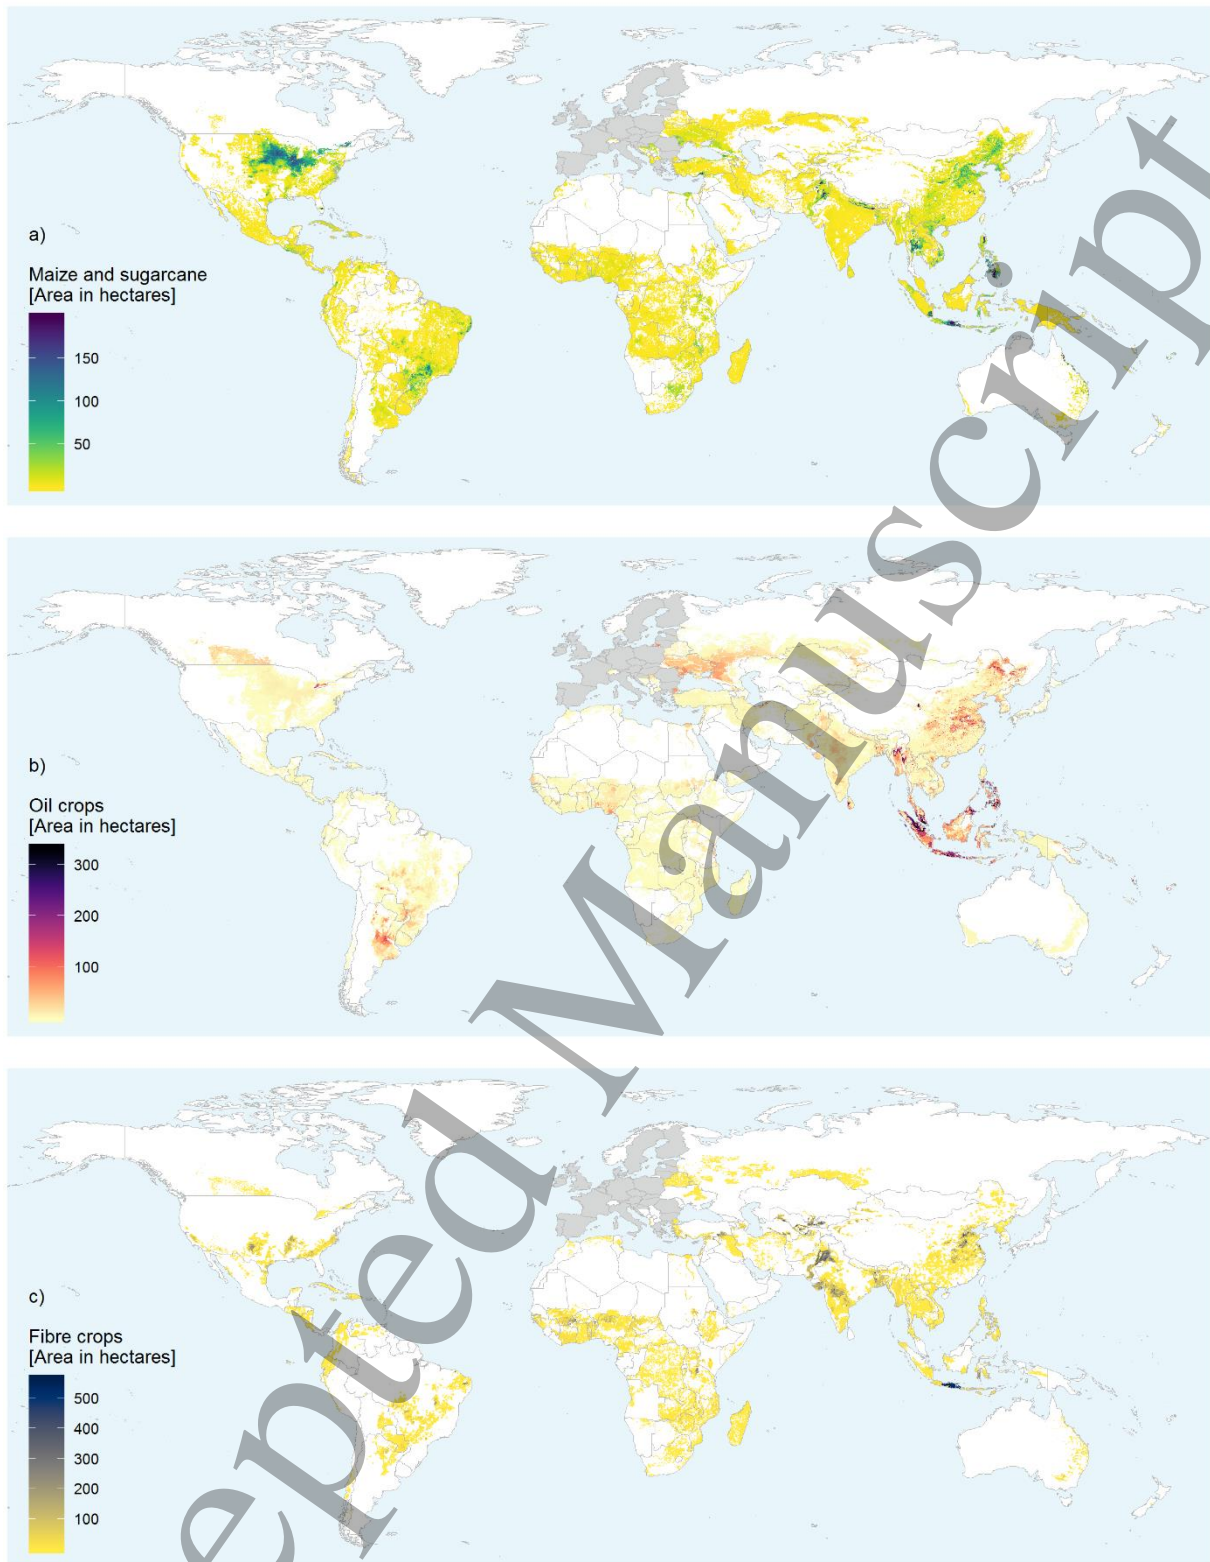 a)
Maize and sugarcane
[Area in hectares]
150
100
50
b)
Oil crops
[Area in hectares]
300
200
100
c)
Fibre crops
[Area in hectares]
500
400
300
200
100
epted Manuscript